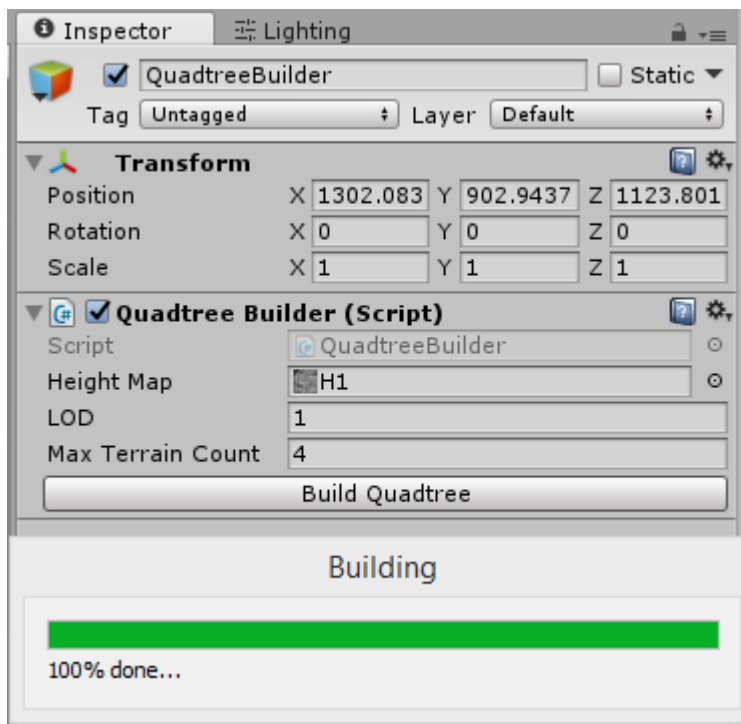 Inspector Lighting
QuadtreeBuilder Static
Tag Untagged Layer Default
Transform
Position X 1302.083 Y 902.9437 Z 1123.801
Rotation X 0 Y 0 Z 0
Scale X 1 Y 1 Z 1
Quadtree Builder (Script)
Script QuadtreeBuilder
Height Map H1
LOD 1
Max Terrain Count 4
Build Quadtree
Building
100% done...